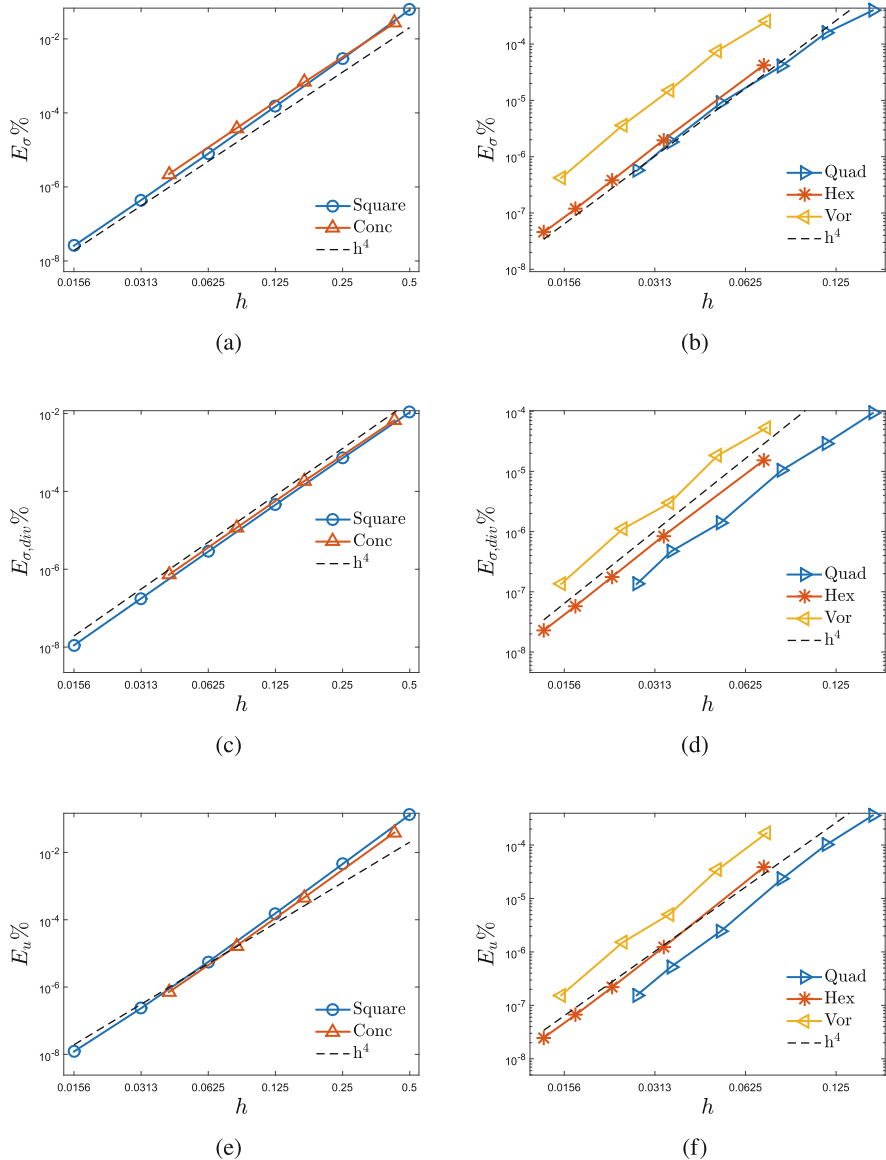 E_σ%
10^-2
10^-4
10^-6
10^-8
Square
Conc
h^4
0.0156 0.0313 0.0625 0.125 0.25 0.5
h
(a)
E_σ%
10^-4
10^-5
10^-6
10^-7
10^-8
Quad
Hex
Vor
h^4
0.0156 0.0313 0.0625 0.125
h
(b)
E_σ,div%
10^-2
10^-4
10^-6
10^-8
Square
Conc
h^4
0.0156 0.0313 0.0625 0.125 0.25 0.5
h
(c)
E_σ,div%
10^-4
10^-5
10^-6
10^-7
10^-8
Quad
Hex
Vor
h^4
0.0156 0.0313 0.0625 0.125
h
(d)
E_u%
10^-2
10^-4
10^-6
10^-8
Square
Conc
h^4
0.0156 0.0313 0.0625 0.125 0.25 0.5
h
(e)
E_u%
10^-4
10^-5
10^-6
10^-7
10^-8
Quad
Hex
Vor
h^4
0.0156 0.0313 0.0625 0.125
h
(f)